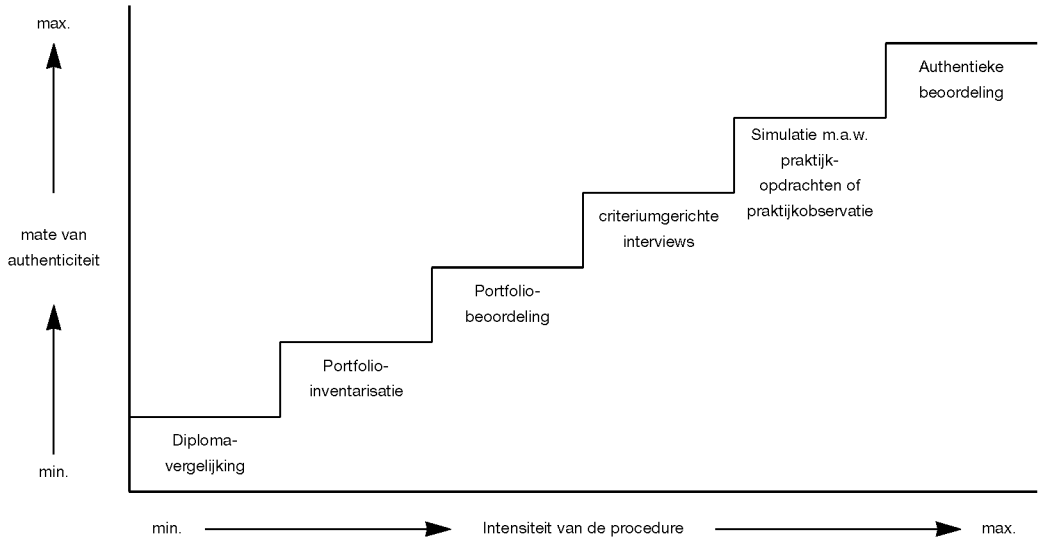 max.
mate van
authenticiteit
min.
Authentieke
beoordeling
Simulatie m.a.w.
praktijk-
opdrachten of
praktijkobservatie
criteriumgerichte
interviews
Portfolio-
beoordeling
Portfolio-
inventarisatie
Diploma-
vergelijking
min.
Intensiteit van de procedure
max.